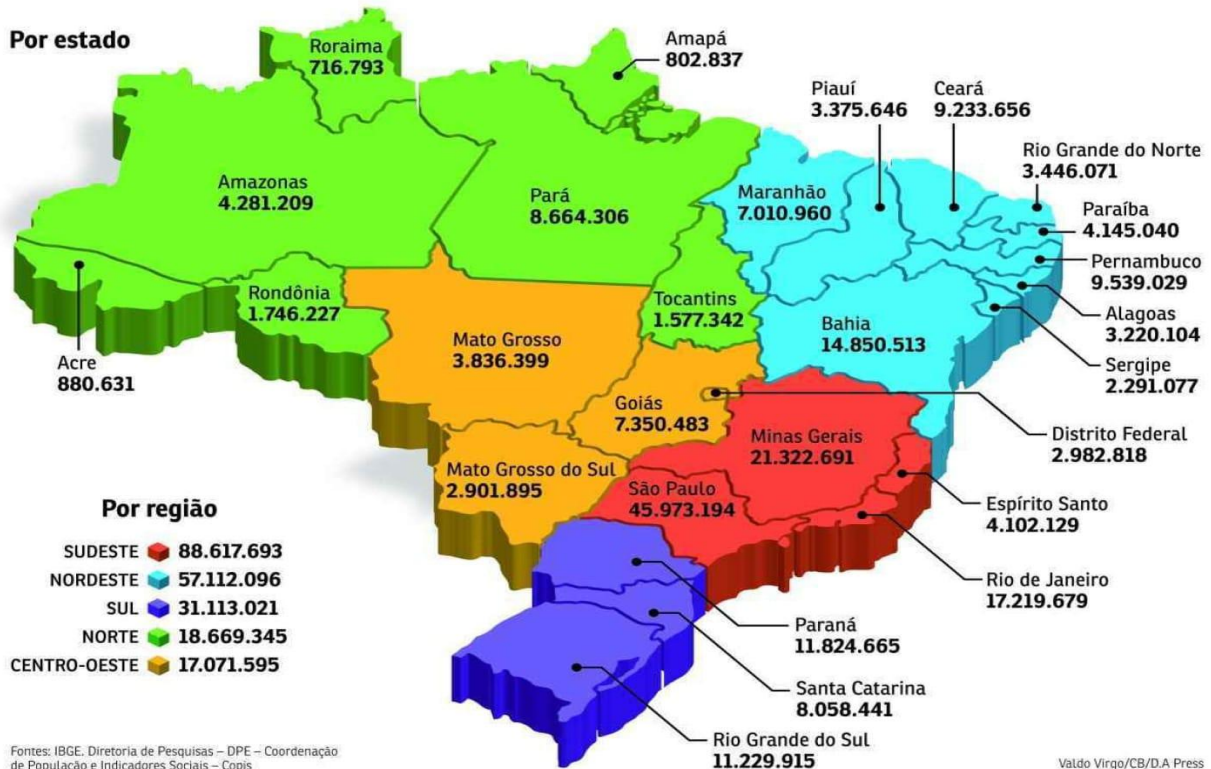 Por estado
Roraima
716.793
Amapá
802.837
Piauí
3.375.646
Ceará
9.233.656
Rio Grande do Norte
3.446.071
Amazonas
4.281.209
Pará
8.664.306
Maranhão
7.010.960
Paraíba
4.145.040
Pernambuco
9.539.029
Rondônia
1.746.227
Tocantins
1.577.342
Alagoas
3.220.104
Acre
880.631
Mato Grosso
3.836.399
Bahia
14.850.513
Sergipe
2.291.077
Goiás
7.350.483
Minas Gerais
21.322.691
Distrito Federal
2.982.818
Mato Grosso do Sul
2.901.895
São Paulo
45.973.194
Espírito Santo
4.102.129
Rio de Janeiro
17.219.679
Paraná
11.824.665
Santa Catarina
8.058.441
Rio Grande do Sul
11.229.915
Por região
SUDESTE 88.617.693
NORDESTE 57.112.096
SUL 31.113.021
NORTE 18.669.345
CENTRO-OESTE 17.071.595
Fontes: IBGE. Diretoria de Pesquisas – DPE – Coordenação
de População e Indicadores Sociais – Copis
Valdo Virgo/CB/D.A Press